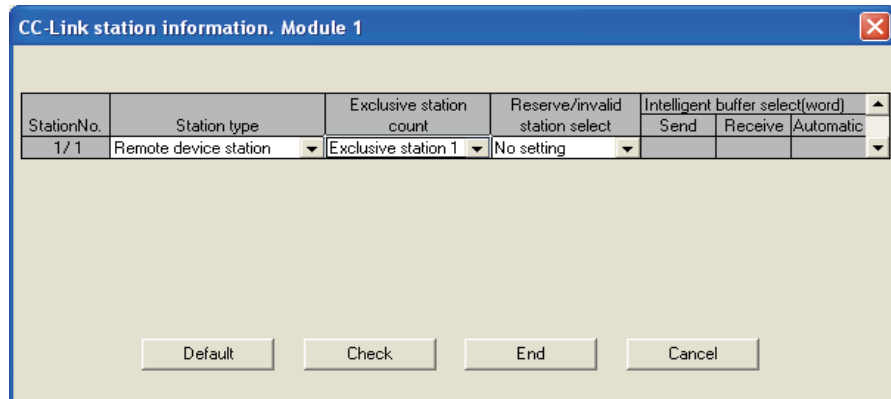 CC-Link station information. Module 1
Exclusive station Reserve/invalid Intelligent buffer select(word)
StationNo. Station type count station select Send Receive Automatic
1/ 1 Remote device station Exclusive station 1 No setting
Default Check End Cancel